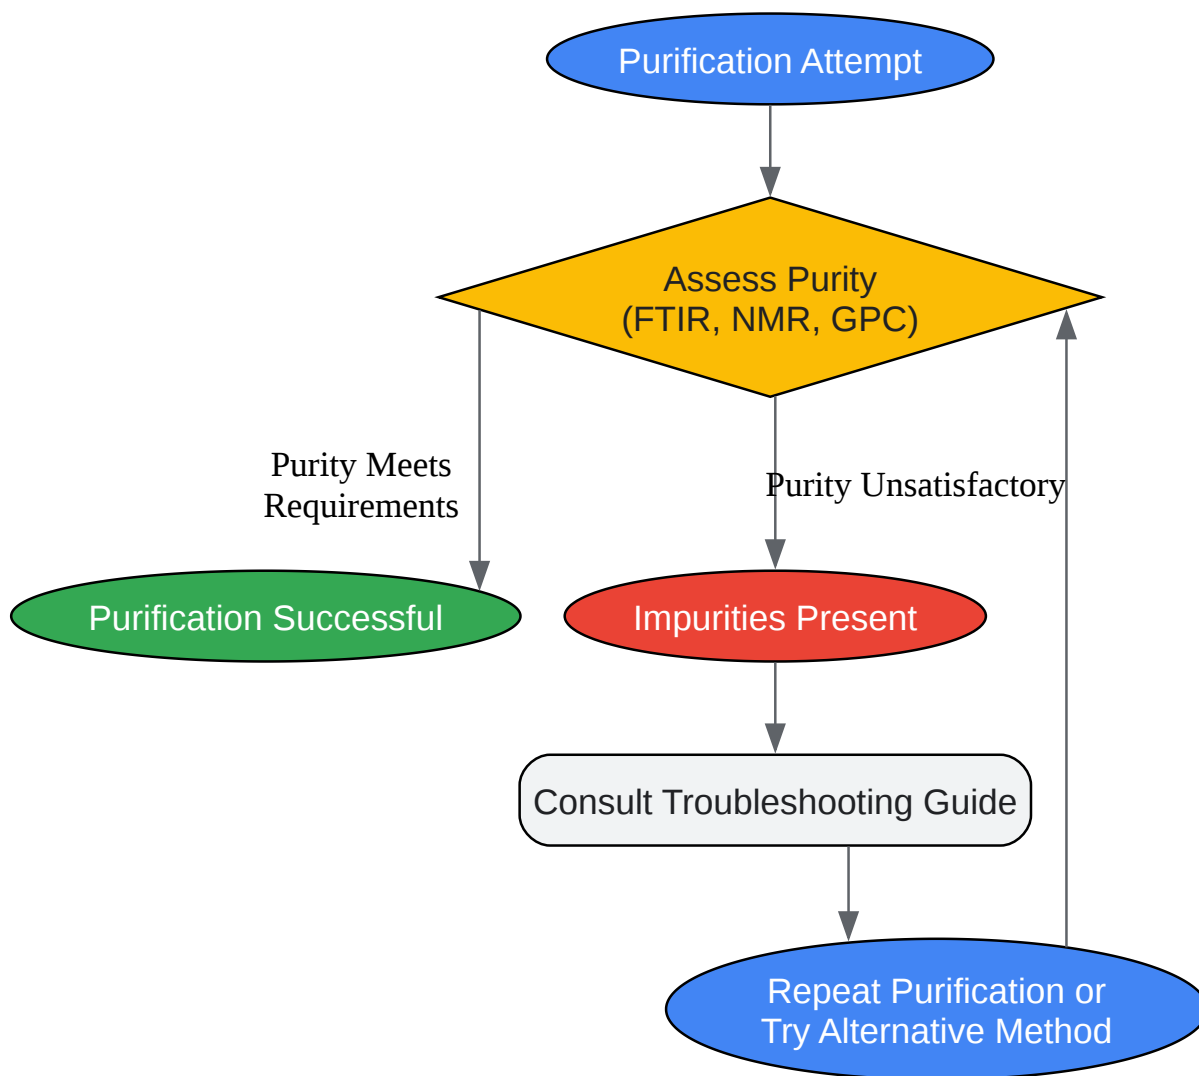 Purification Attempt
Assess Purity
(FTIR, NMR, GPC)
Purity Meets
Requirements
Purity Unsatisfactory
Purification Successful
Impurities Present
Consult Troubleshooting Guide
Repeat Purification or
Try Alternative Method